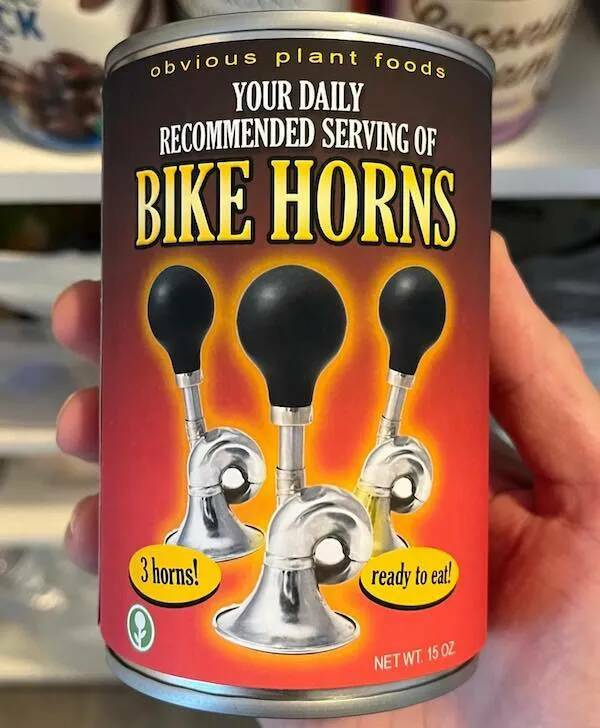 CK
obvious plant foods
YOUR DAILY
RECOMMENDED SERVING OF
BIKE HORNS
3 horns!
ready to eat!
NET WT. 15 OZ